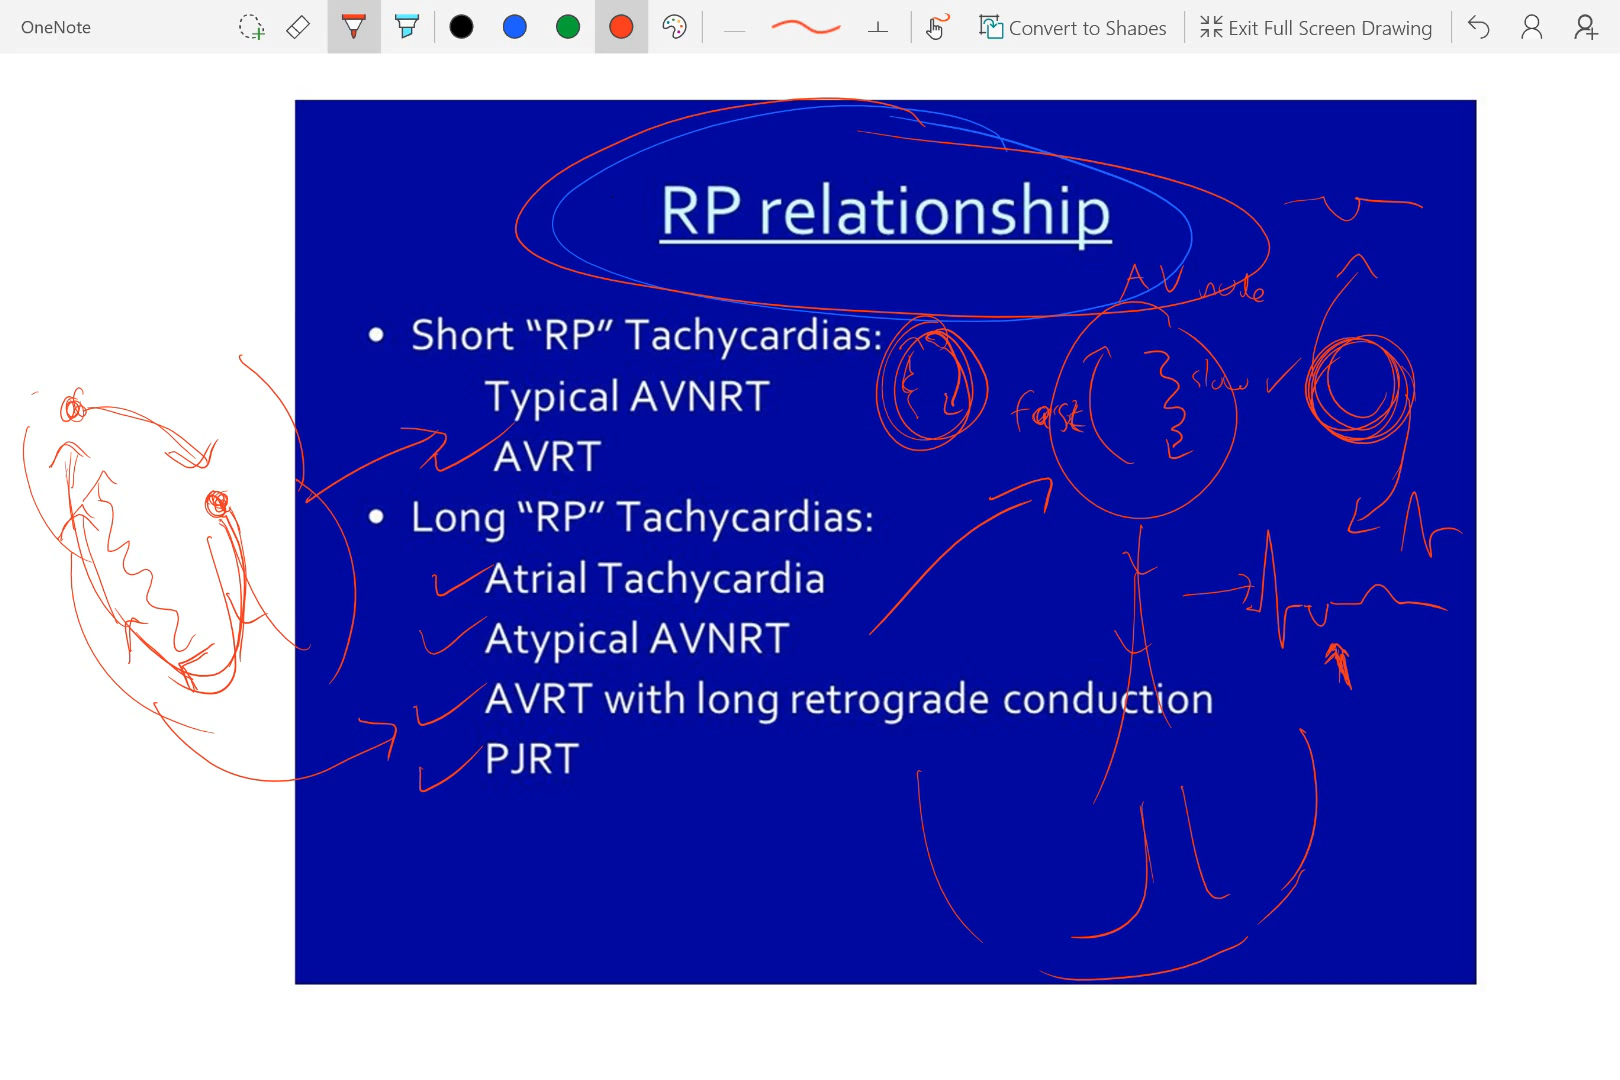 OneNote
Convert to Shapes
Exit Full Screen Drawing
RP relationship
AV node
• Short “RP” Tachycardias:
Typical AVNRT
slow
fast
AVRT
• Long “RP” Tachycardias:
Atrial Tachycardia
Atypical AVNRT
AVRT with long retrograde conduction
PJRT